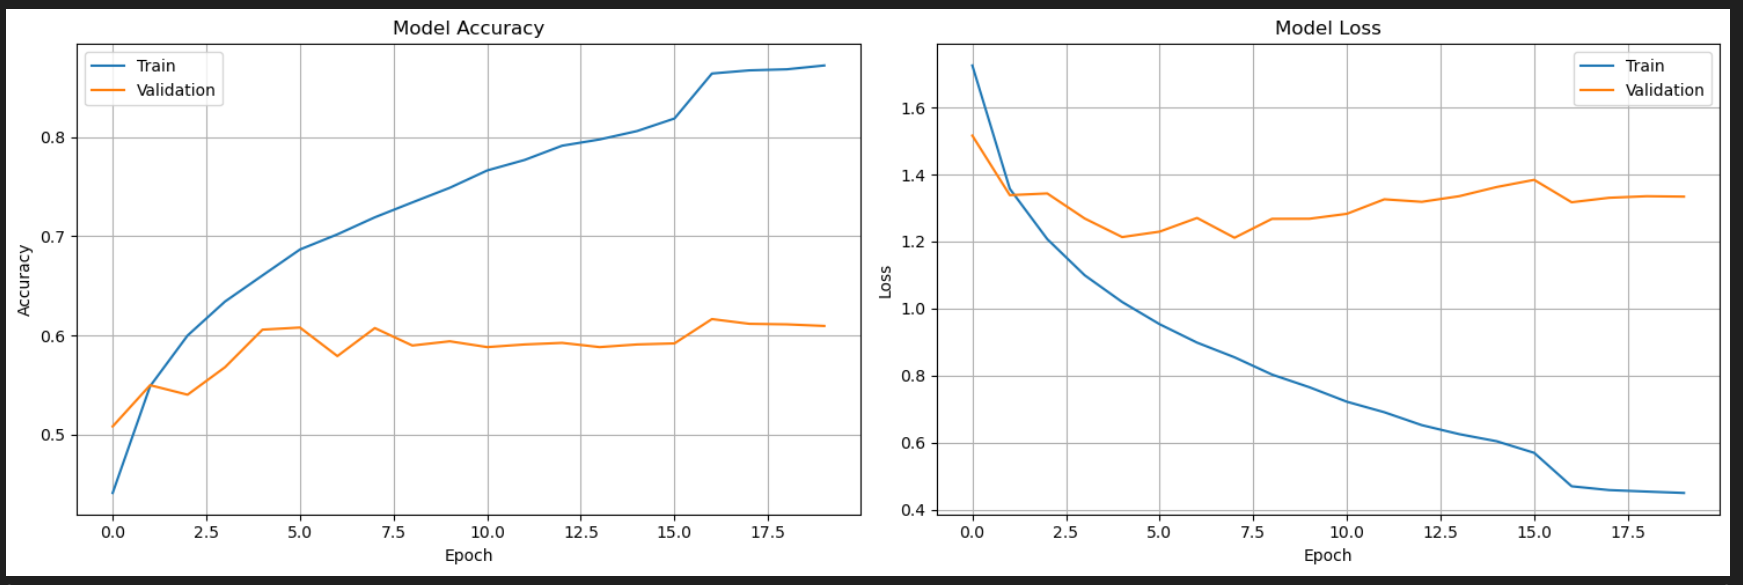 Model Accuracy
Train
Validation
0.8
0.7
0.6
0.5
Accuracy
0.0 2.5 5.0 7.5 10.0 12.5 15.0 17.5
Epoch
Model Loss
Train
Validation
1.6
1.4
1.2
1.0
0.8
0.6
0.4
Loss
0.0 2.5 5.0 7.5 10.0 12.5 15.0 17.5
Epoch